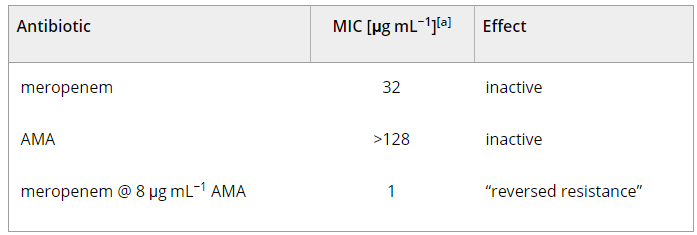 Antibiotic MIC [μg mL⁻¹][a] Effect
meropenem 32 inactive
AMA >128 inactive
meropenem @ 8 μg mL⁻¹ AMA 1 “reversed resistance”